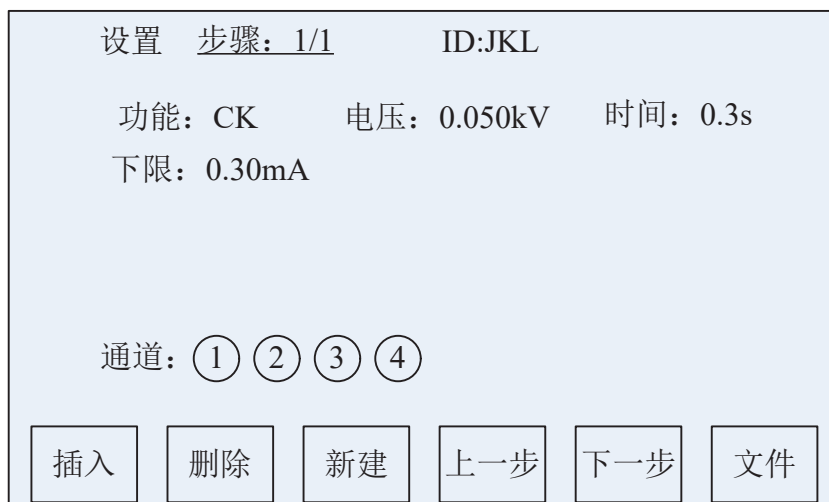 设置 步骤：1/1 ID:JKL
功能：CK 电压：0.050kV 时间：0.3s
下限：0.30mA
通道：① ② ③ ④
插入 删除 新建 上一步 下一步 文件